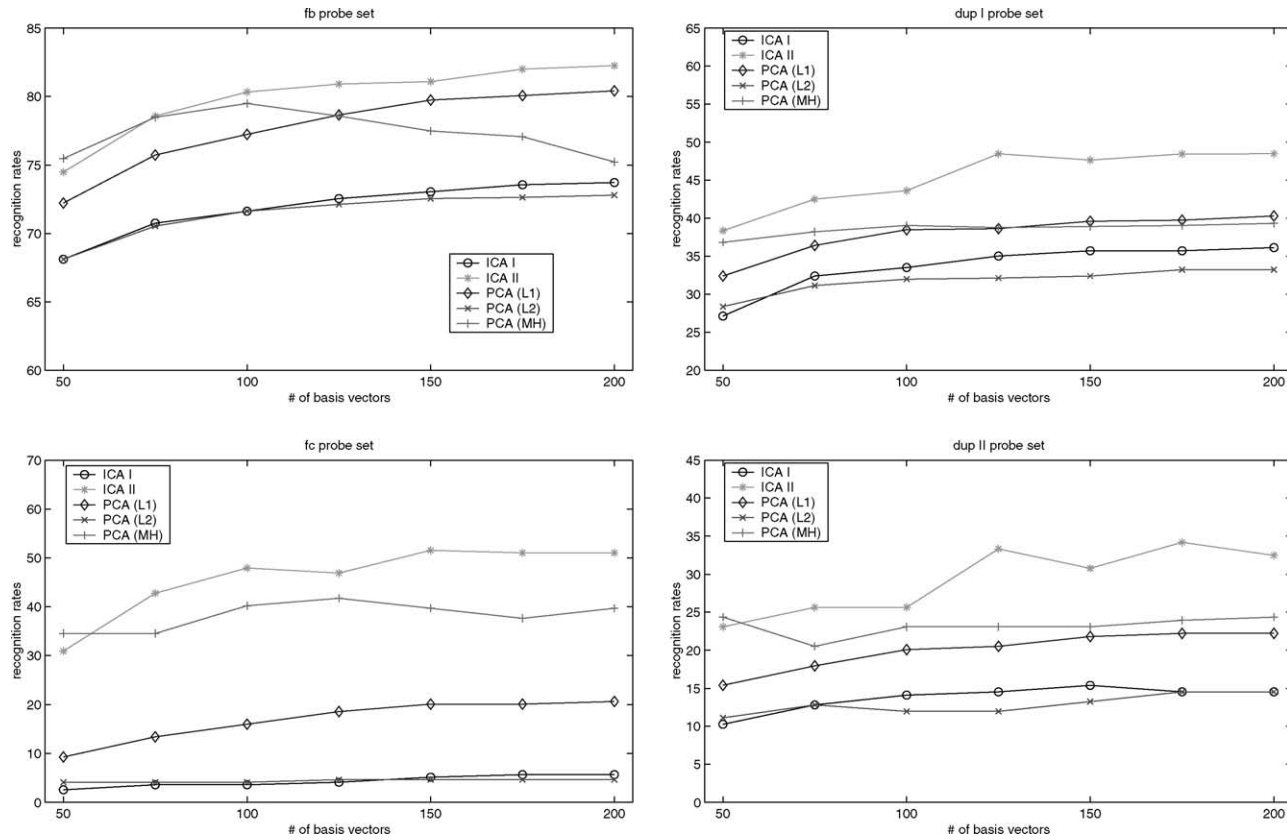 fb probe set
85
80
75
70
65
60
recognition rates
ICA I
ICA II
PCA (L1)
PCA (L2)
PCA (MH)
50
100
150
200
# of basis vectors
dup I probe set
65
60
55
50
45
40
35
30
25
20
recognition rates
ICA I
ICA II
PCA (L1)
PCA (L2)
PCA (MH)
50
100
150
200
# of basis vectors
fc probe set
70
60
50
40
30
20
10
0
recognition rates
ICA I
ICA II
PCA (L1)
PCA (L2)
PCA (MH)
50
100
150
200
# of basis vectors
dup II probe set
45
40
35
30
25
20
15
10
5
0
recognition rates
ICA I
ICA II
PCA (L1)
PCA (L2)
PCA (MH)
50
100
150
200
# of basis vectors